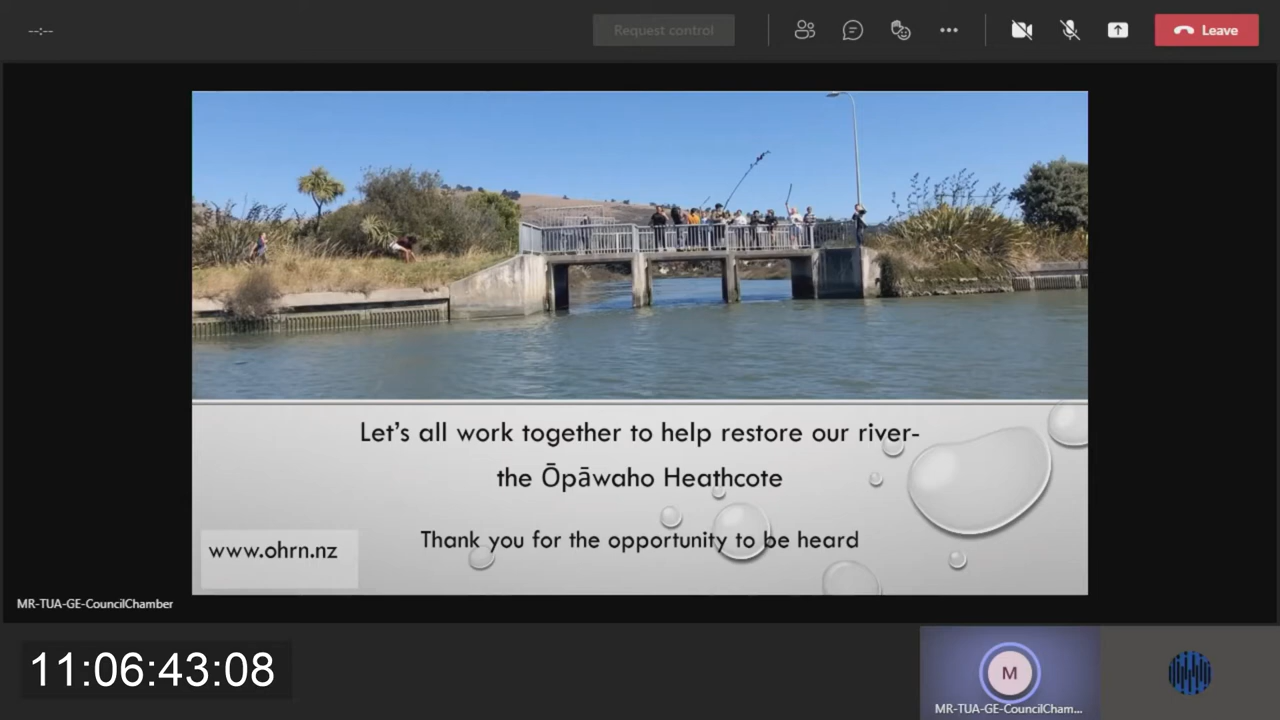 --:--
Request control
Leave
Let's all work together to help restore our river-
the Ōpāwaho Heathcote
Thank you for the opportunity to be heard
www.ohrn.nz
MR-TUA-GE-CouncilChamber
11:06:43:08
M
MR-TUA-GE-CouncilCham...